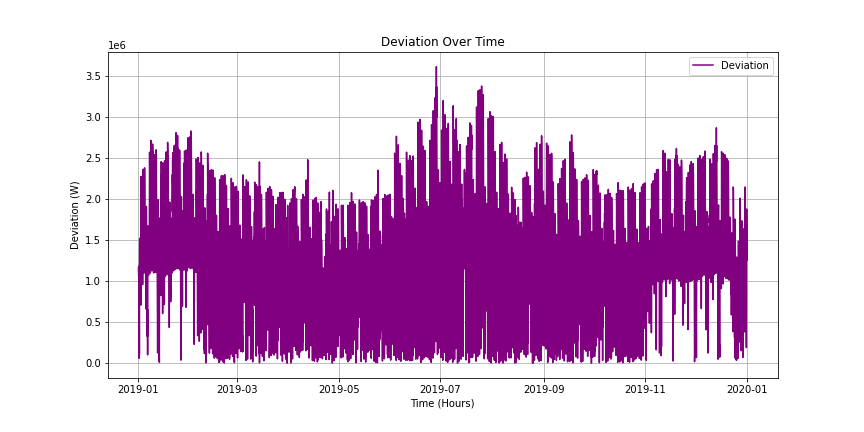 Deviation Over Time
1e6
Deviation
3.5
3.0
2.5
2.0
1.5
1.0
0.5
0.0
Deviation (W)
2019-01 2019-03 2019-05 2019-07 2019-09 2019-11 2020-01
Time (Hours)